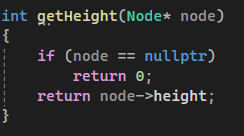 int getHeight(Node* node)
{
    if (node == nullptr)
        return 0;
    return node->height;
}